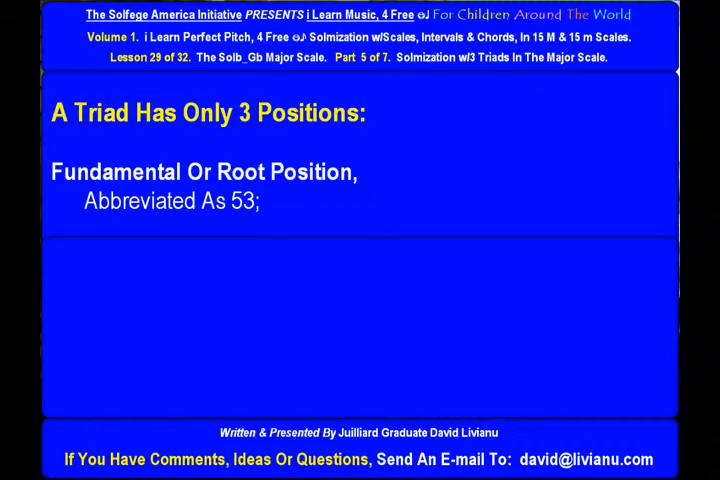 The Solfege America Initiative PRESENTS i Learn Music, 4 Free For Children Around The World
Volume 1. i Learn Perfect Pitch, 4 Free Solmization w/Scales, Intervals & Chords, In 15 M & 15 m Scales.
Lesson 29 of 32. The Solb_Gb Major Scale. Part 5 of 7. Solmization w/3 Triads In The Major Scale.
A Triad Has Only 3 Positions:
Fundamental Or Root Position,
Abbreviated As 53;
Written & Presented By Juilliard Graduate David Livianu
If You Have Comments, Ideas Or Questions, Send An E-mail To: david@livianu.com